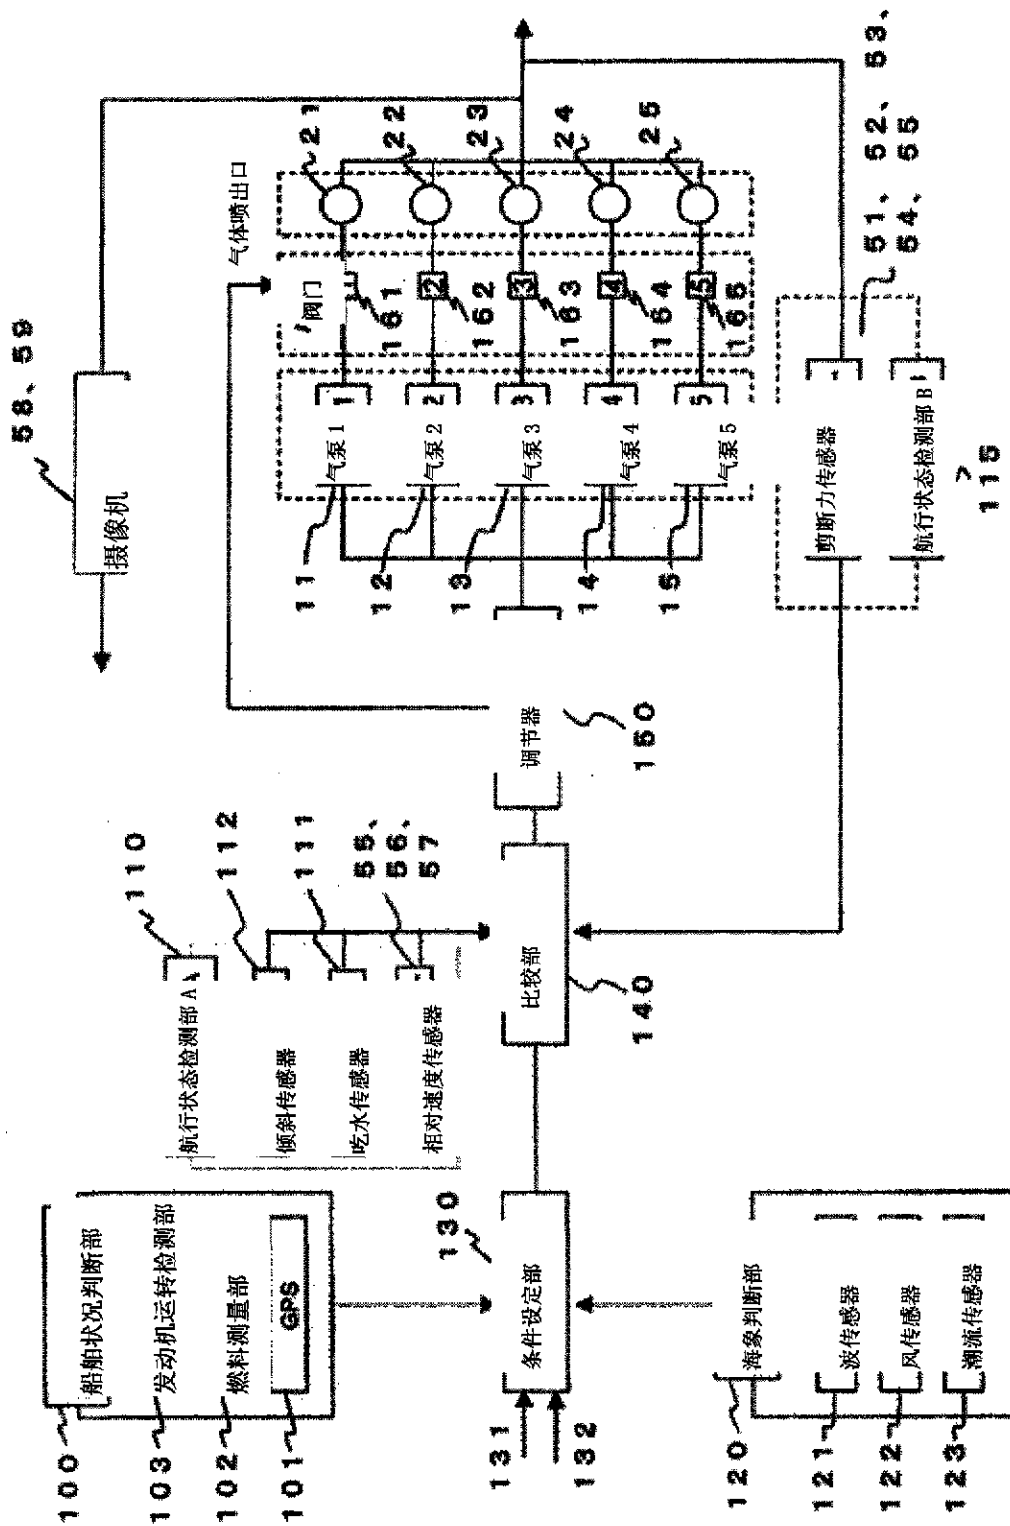 100
船舶状况判断部
103
发动机运转检测部
102
燃料测量部
101
GPS
131
132
130
条件设定部
120
海象判断部
121
波传感器
122
风传感器
123
潮流传感器
110
航行状态检测部 A
112
倾斜传感器
111
吃水传感器
55、
56、
57
相对速度传感器
140
比较部
150
调节器
58、59
摄像机
11
气泵 1
1
12
气泵 2
2
13
气泵 3
3
14
气泵 4
4
15
气泵 5
5
阀门
161
2
162
3
163
4
164
5
165
气体喷出口
21
22
23
24
25
51、52、53、
54、55
剪断力传感器
航行状态检测部 B
115